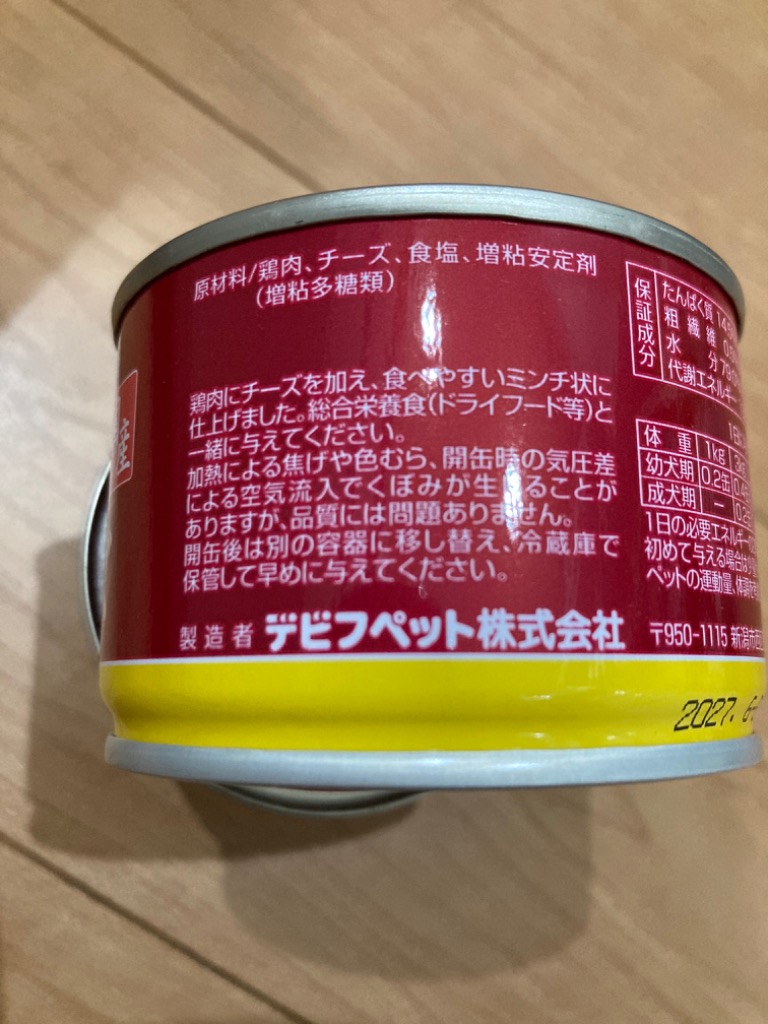 原材料/鶏肉、チーズ、食塩、増粘安定剤
(増粘多糖類)
鶏肉にチーズを加え、食べやすいミンチ状に
仕上げました。総合栄養食(ドライフード等)と
一緒に与えてください。
加熱による焦げや色むら、開缶時の気圧差
による空気流入でくぼみが生じることが
ありますが、品質には問題ありません。
開缶後は別の容器に移し替え、冷蔵庫で
保管して早めに与えてください。
製造者 デビフペット株式会社
〒950-1115 新潟市西
保証成分
たんぱく質
粗繊維
水分
代謝エネルギー
体重 1kg 3kg
幼犬期 0.2缶
成犬期 —
1日の必要エネルギー
初めて与える場合は
ペットの運動量、
産
2027. 6